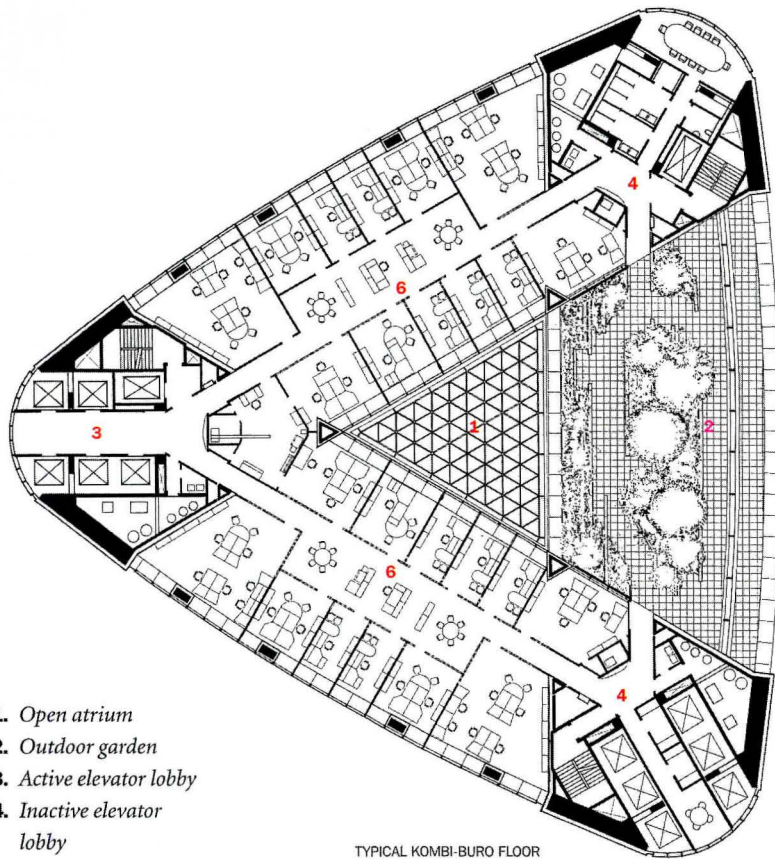 4
4
6
1
2
3
6
4
. Open atrium
. Outdoor garden
. Active elevator lobby
. Inactive elevator
lobby
TYPICAL KOMBI-BURO FLOOR